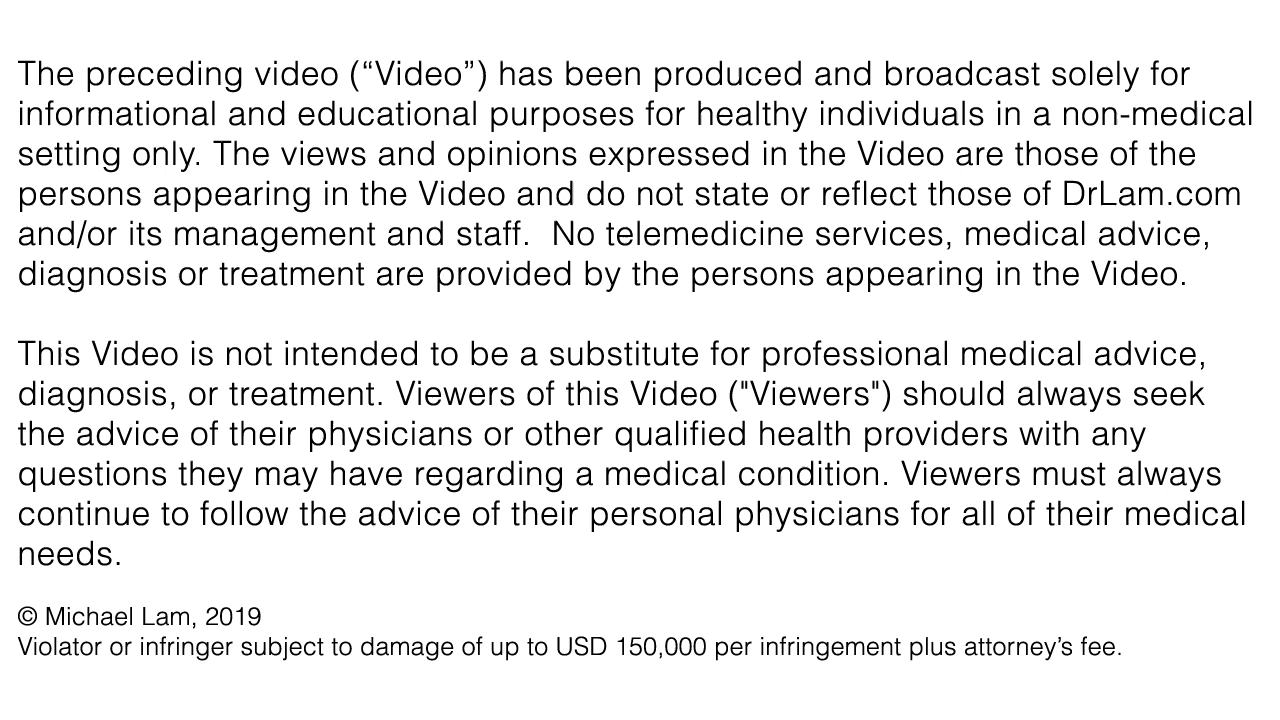 The preceding video (“Video”) has been produced and broadcast solely for
informational and educational purposes for healthy individuals in a non-medical
setting only. The views and opinions expressed in the Video are those of the
persons appearing in the Video and do not state or reflect those of DrLam.com
and/or its management and staff.  No telemedicine services, medical advice,
diagnosis or treatment are provided by the persons appearing in the Video.
This Video is not intended to be a substitute for professional medical advice,
diagnosis, or treatment. Viewers of this Video ("Viewers") should always seek
the advice of their physicians or other qualified health providers with any
questions they may have regarding a medical condition. Viewers must always
continue to follow the advice of their personal physicians for all of their medical
needs.
© Michael Lam, 2019
Violator or infringer subject to damage of up to USD 150,000 per infringement plus attorney’s fee.